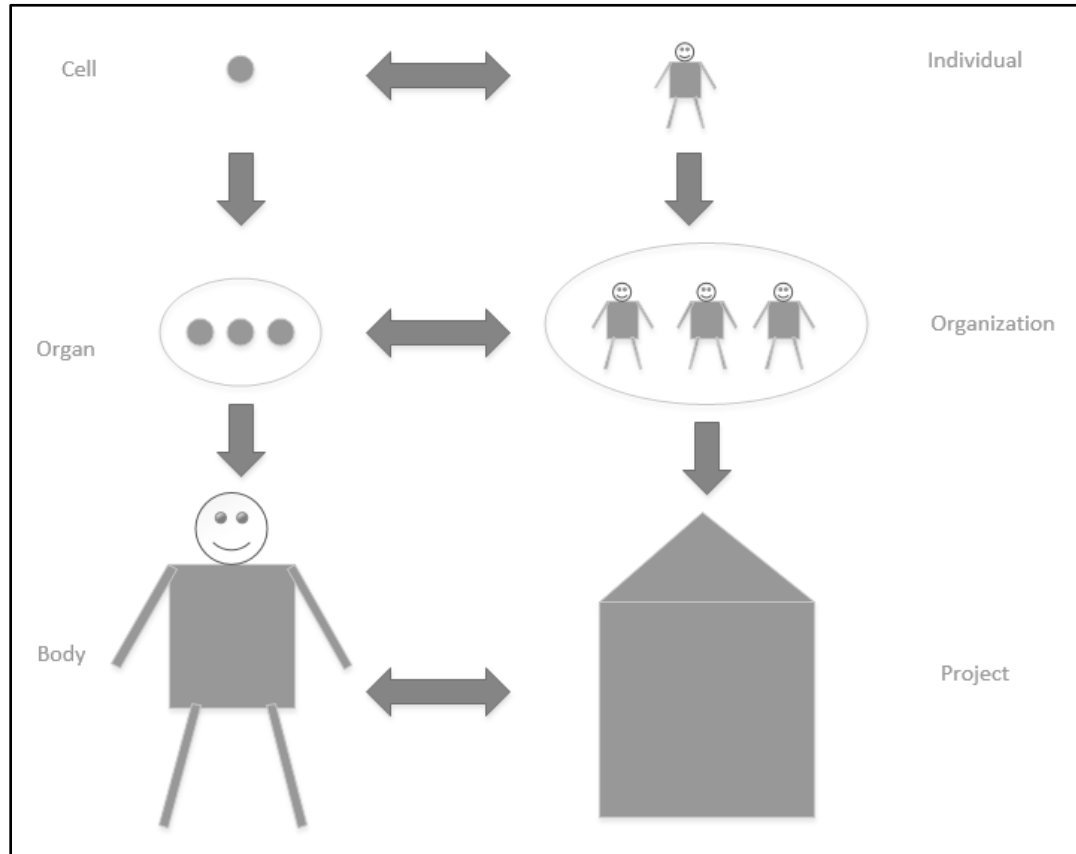 Cell
Individual
Organ
Organization
Body
Project